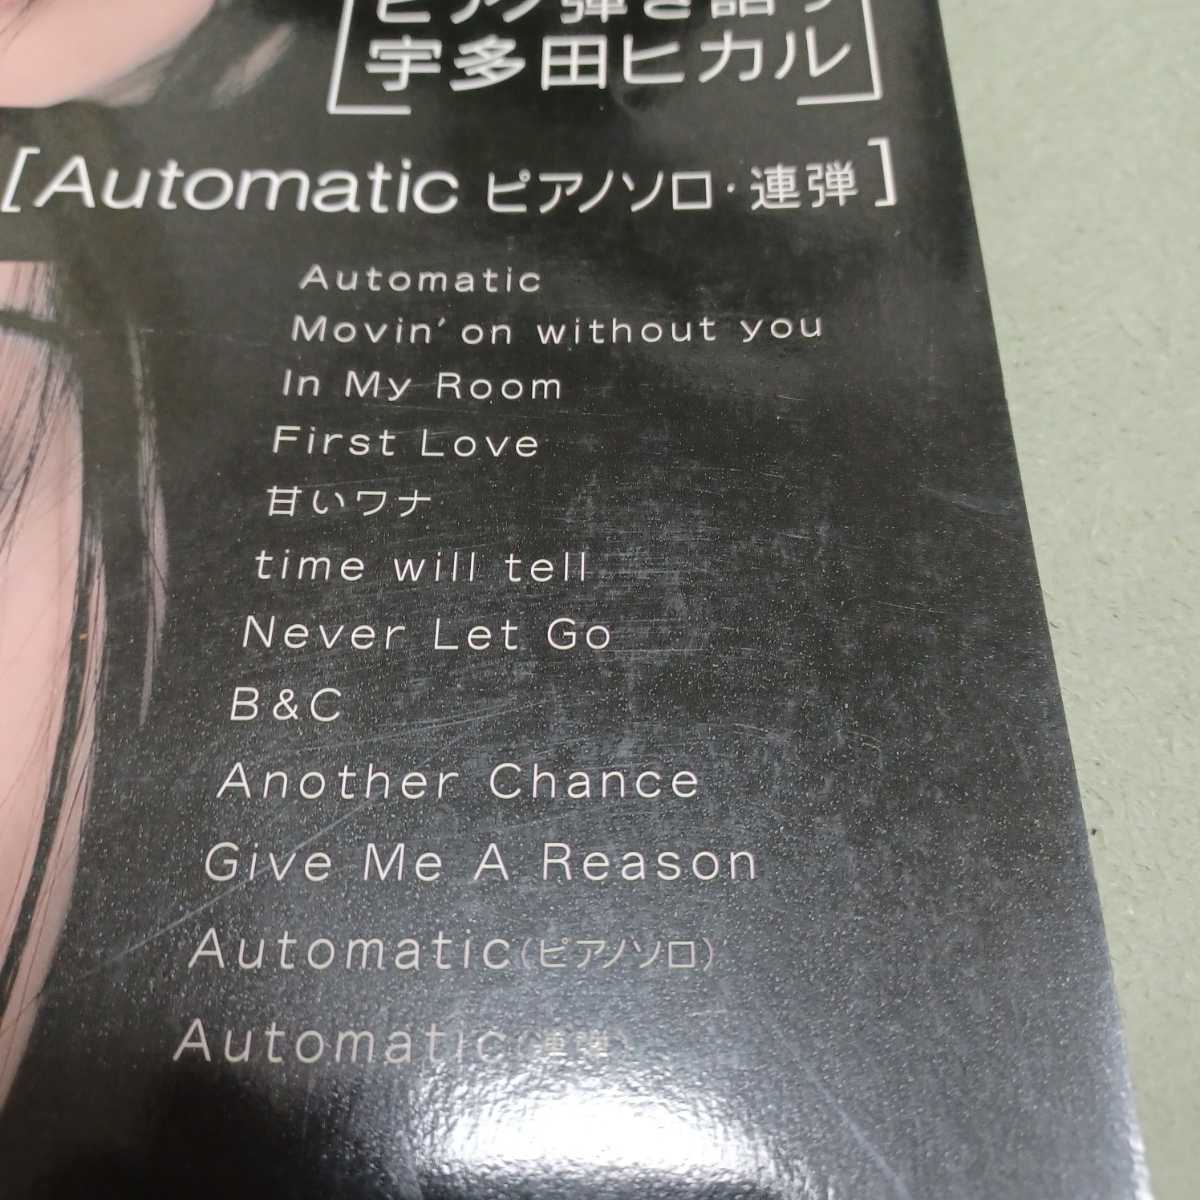 ピアノ弾き語り
宇多田ヒカル
[Automatic ピアノソロ・連弾]
Automatic
Movin' on without you
In My Room
First Love
甘いワナ
time will tell
Never Let Go
B&C
Another Chance
Give Me A Reason
Automatic(ピアノソロ)
Automatic(連弾)